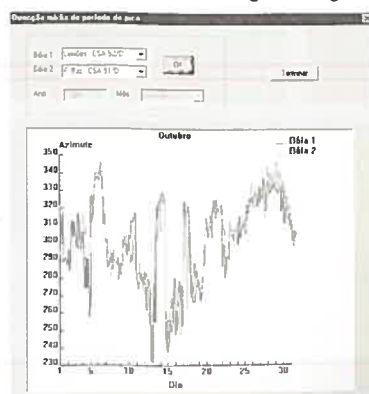 Direcção média do período de pico
Bóia 1
Bóia 2
OK
Terminar
Ano
Mês
Outubro
Azimute
Bóia 1
Bóia 2
350
340
330
320
310
300
290
280
270
260
250
240
230
1 5 10 15 20 25 30
Dia